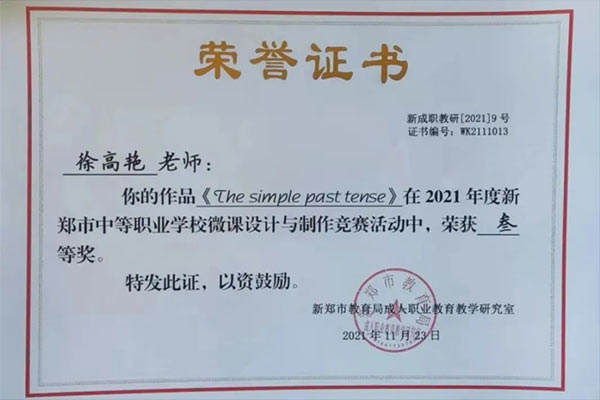 荣誉证书
新成职教研[2021]9号
证书编号：WK2111013
徐高艳 老师：
你的作品《The simple past tense》在2021年度新
郑市中等职业学校微课设计与制作竞赛活动中，荣获 叁
等奖。
特发此证，以资鼓励。
新郑市教育局成人职业教育教学研究室
2021年11月23日